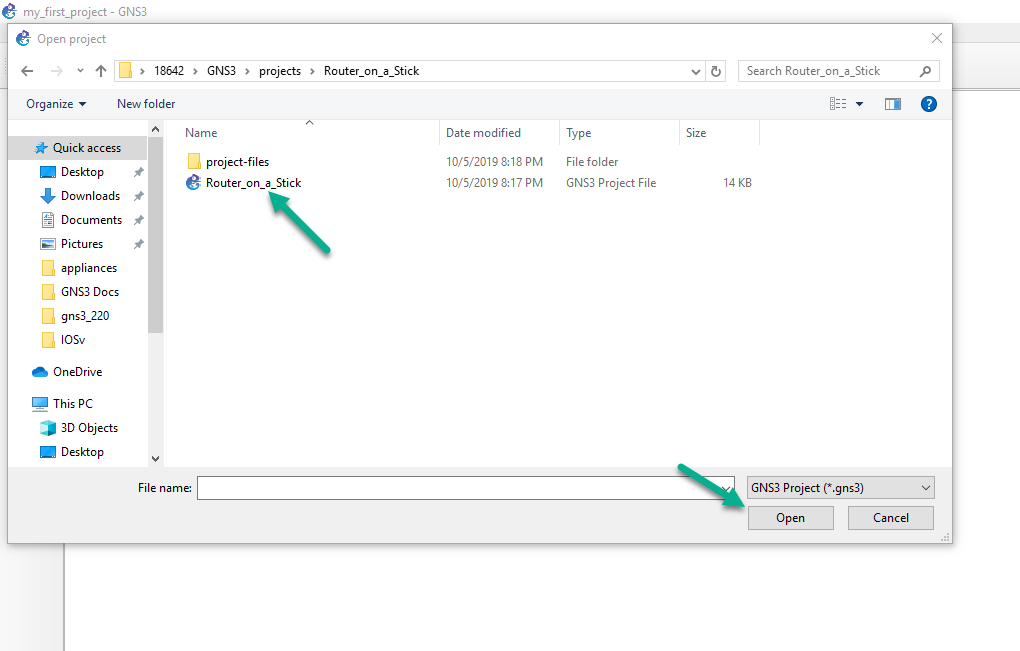 my_first_project - GNS3
Open project
18642 > GNS3 > projects > Router_on_a_Stick
Search Router_on_a_Stick
Organize
New folder
?
Name Date modified Type Size
Quick access
Desktop
Downloads
Documents
Pictures
appliances
GNS3 Docs
gns3_220
IOSv
OneDrive
This PC
3D Objects
Desktop
project-files 10/5/2019 8:18 PM File folder
Router_on_a_Stick 10/5/2019 8:17 PM GNS3 Project File 14 KB
File name:
GNS3 Project (*.gns3)
Open Cancel